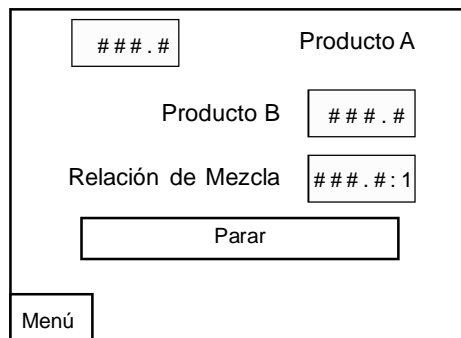 ###.# Producto A
Producto B ###.#
Relación de Mezcla ###.#:1
Parar
Menú